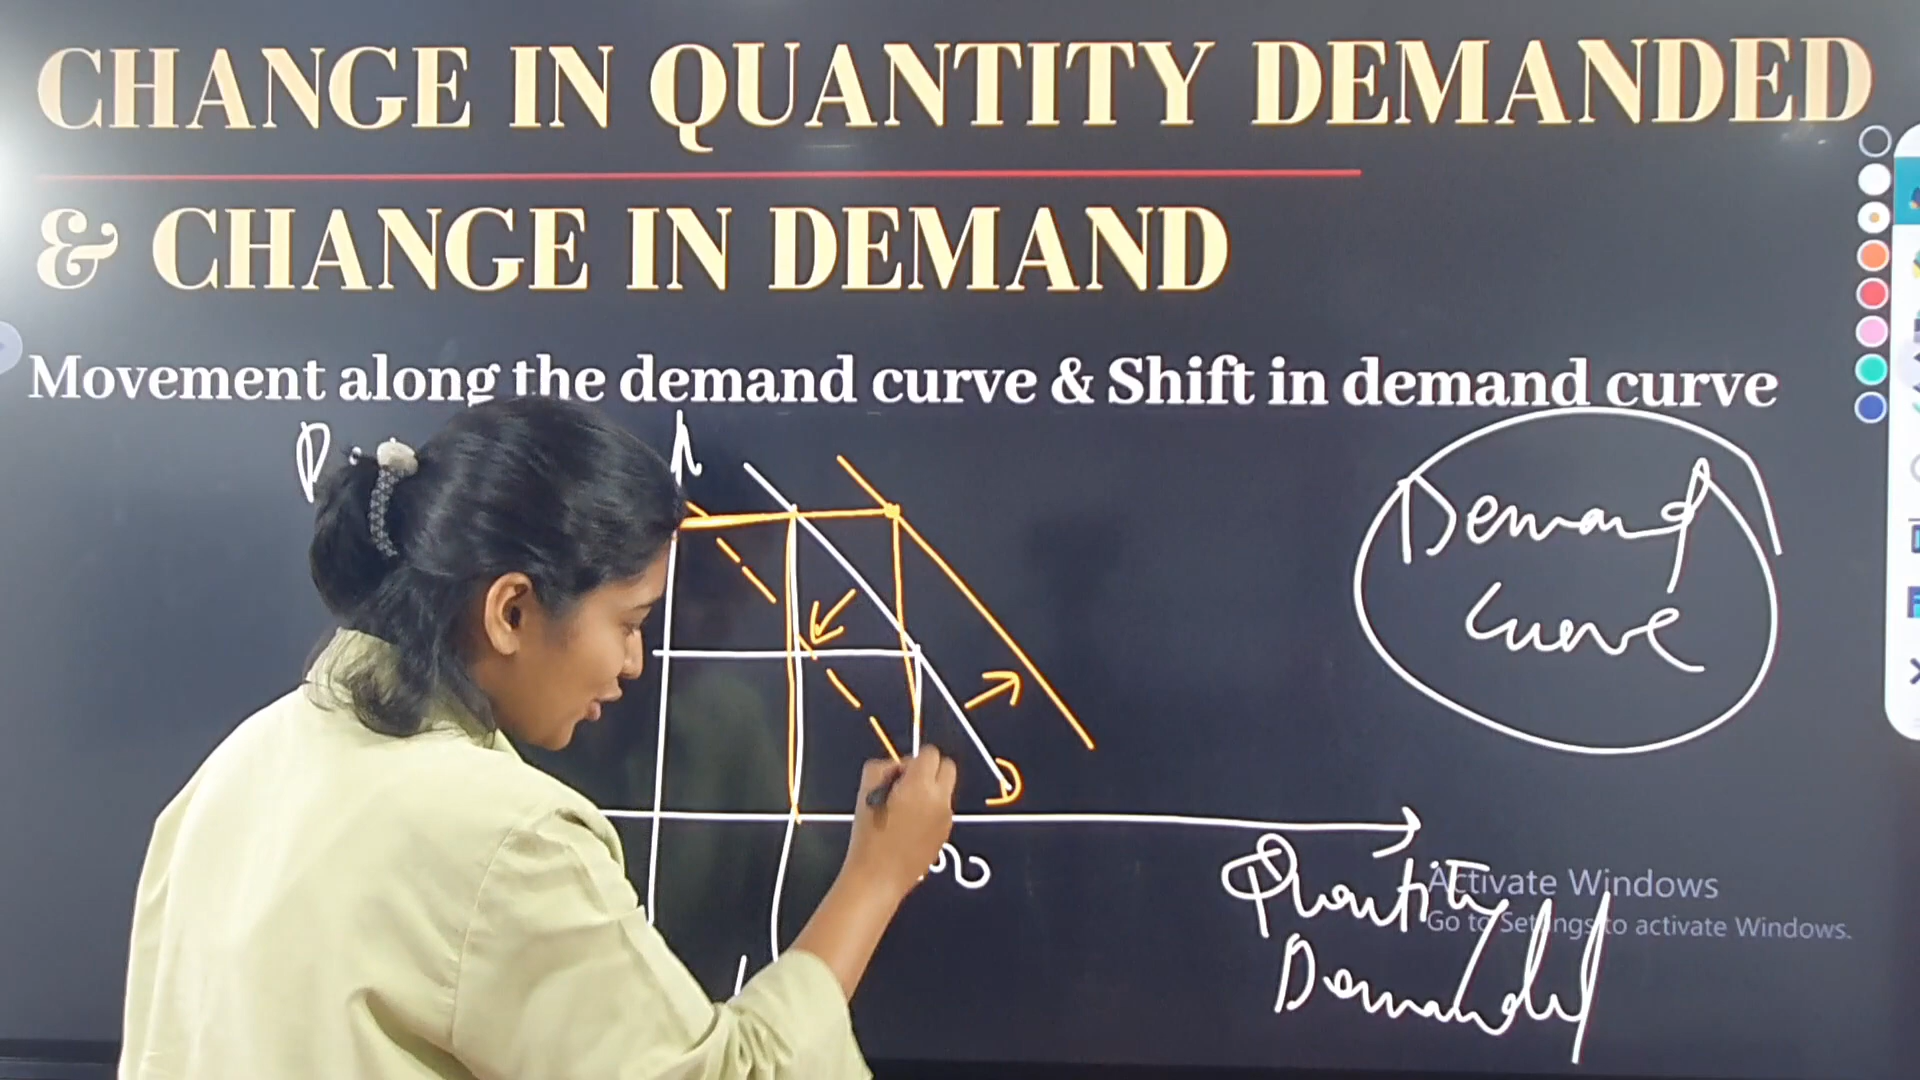 CHANGE IN QUANTITY DEMANDED
& CHANGE IN DEMAND
Movement along the demand curve & Shift in demand curve
P
Demand
Curve
D
Quantity
Demanded
Activate Windows
Go to Settings to activate Windows.